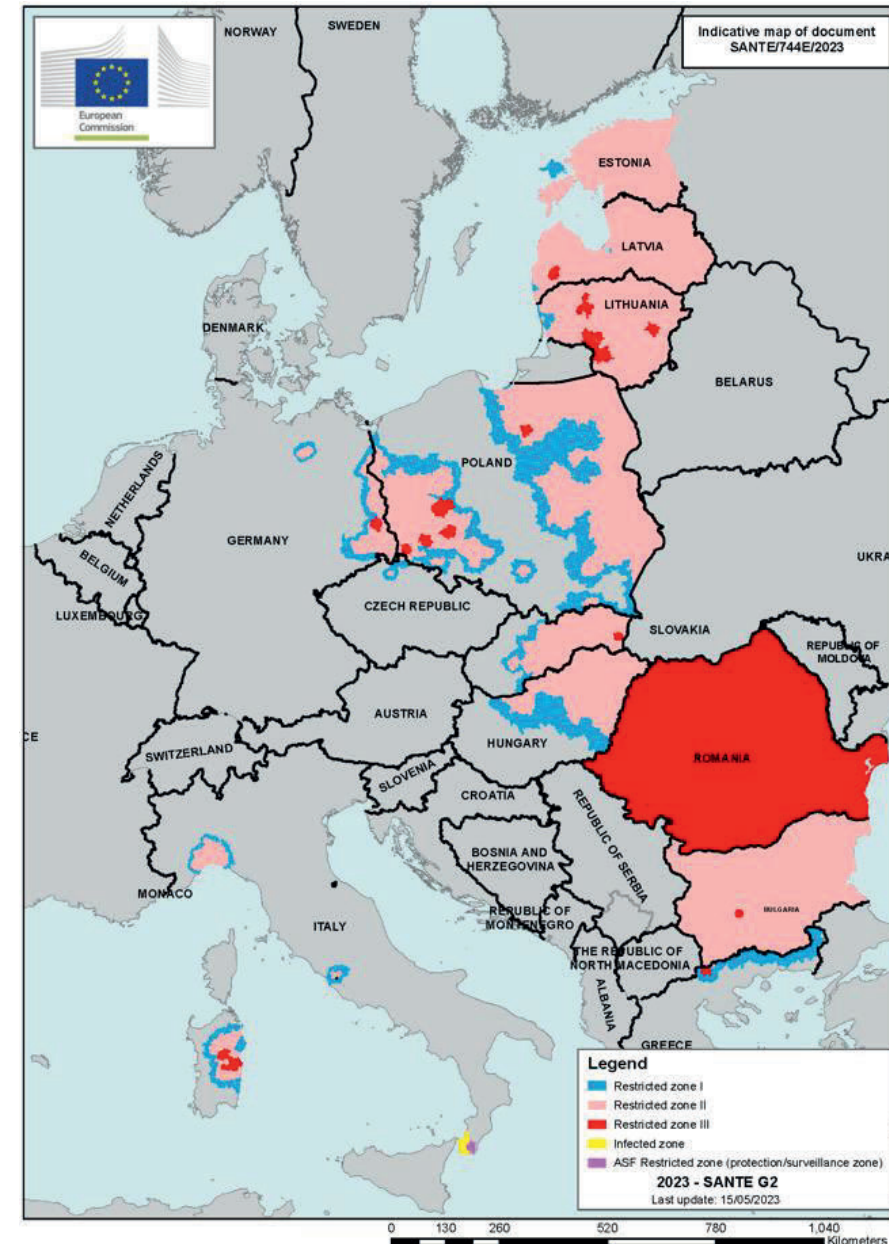 NORWAY
SWEDEN
Indicative map of document
SANTE/744E/2023
European
Commission
ESTONIA
LATVIA
LITHUANIA
DENMARK
BELARUS
NETHERLANDS
POLAND
GERMANY
BELGIUM
UKRA
LUXEMBOURG
CZECH REPUBLIC
SLOVAKIA
REPUBLIC OF
MOLDOVA
AUSTRIA
CE
HUNGARY
SWITZERLAND
ROMANIA
SLOVENIA
CROATIA
REPUBLIC OF SERBIA
BOSNIA AND
HERZEGOVINA
MONACO
BULGARIA
REPUBLIC OF
MONTENEGRO
ITALY
THE REPUBLIC OF
NORTH MACEDONIA
ALBANIA
GREECE
Legend
Restricted zone I
Restricted zone II
Restricted zone III
Infected zone
ASF Restricted zone (protection/surveillance zone)
2023 - SANTE G2
Last update: 15/05/2023
0 130 260 520 780 1,040
Kilometers